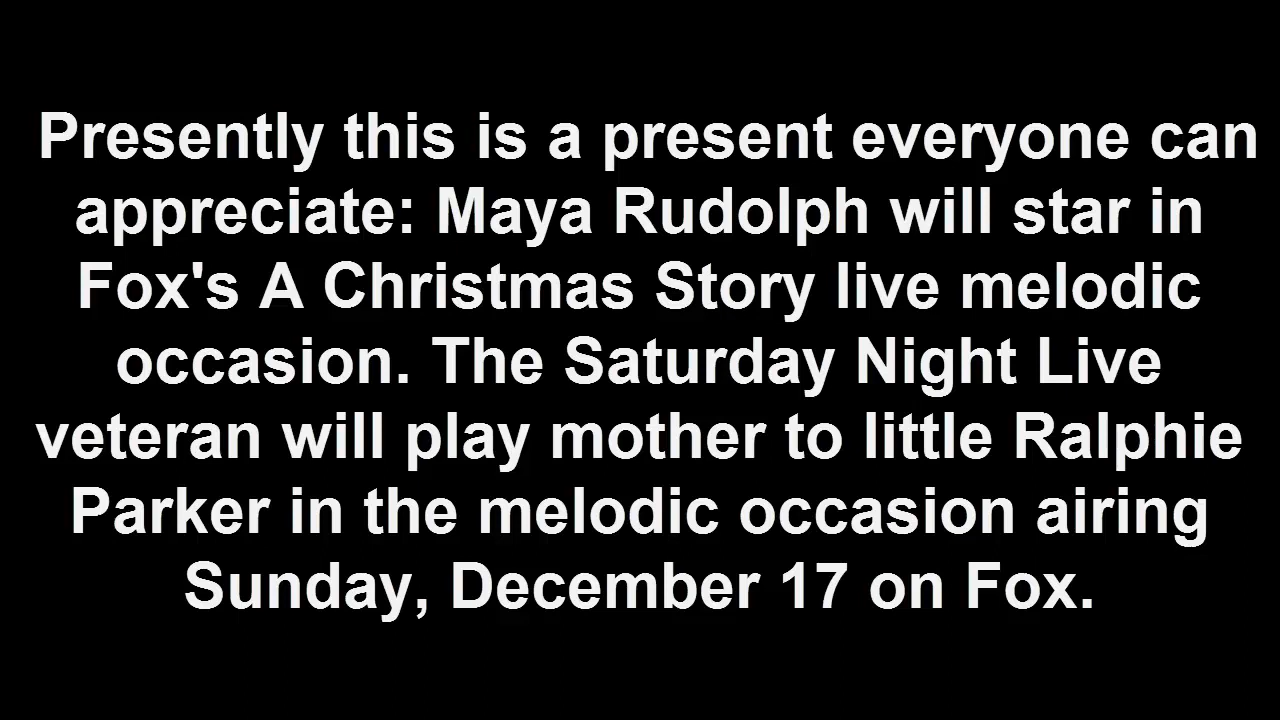 Presently this is a present everyone can
appreciate: Maya Rudolph will star in
Fox's A Christmas Story live melodic
occasion. The Saturday Night Live
veteran will play mother to little Ralphie
Parker in the melodic occasion airing
Sunday, December 17 on Fox.